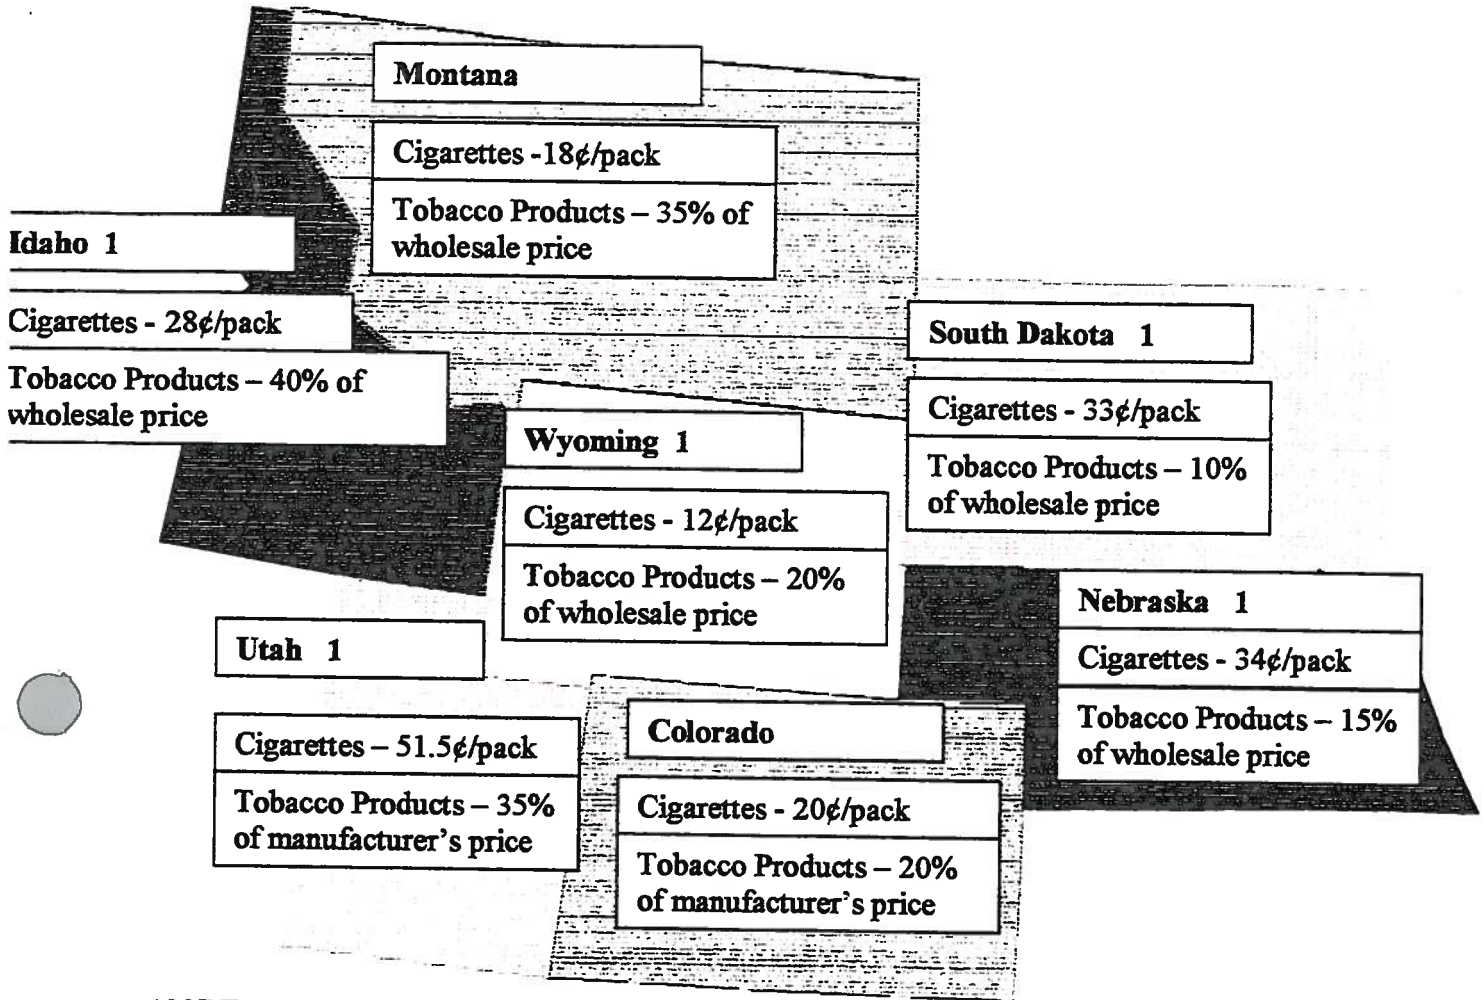 Montana
Cigarettes -18¢/pack
Tobacco Products – 35% of
wholesale price
Idaho 1
Cigarettes - 28¢/pack
Tobacco Products – 40% of
wholesale price
South Dakota 1
Cigarettes - 33¢/pack
Tobacco Products – 10%
of wholesale price
Wyoming 1
Cigarettes - 12¢/pack
Tobacco Products – 20%
of wholesale price
Nebraska 1
Cigarettes - 34¢/pack
Tobacco Products – 15%
of wholesale price
Utah 1
Cigarettes – 51.5¢/pack
Tobacco Products – 35%
of manufacturer's price
Colorado
Cigarettes - 20¢/pack
Tobacco Products – 20%
of manufacturer's price